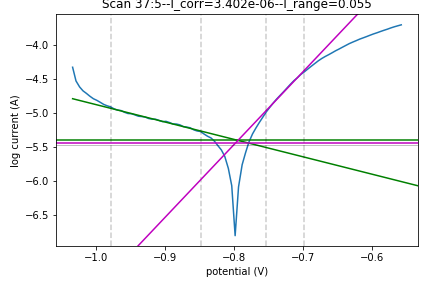 Scan 37:5--I_corr=3.402e-06--I_range=0.055
−4.0
−4.5
−5.0
−5.5
−6.0
−6.5
log current (A)
−1.0 −0.9 −0.8 −0.7 −0.6
potential (V)